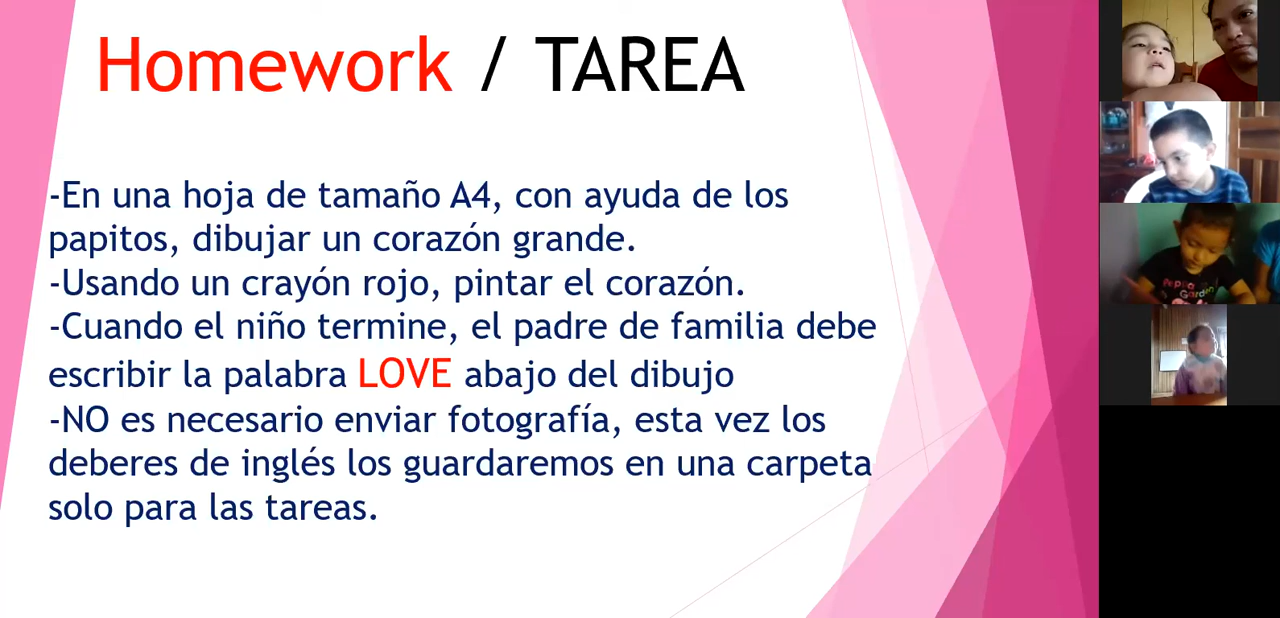 Homework / TAREA
-En una hoja de tamaño A4, con ayuda de los
papitos, dibujar un corazón grande.
-Usando un crayón rojo, pintar el corazón.
-Cuando el niño termine, el padre de familia debe
escribir la palabra LOVE abajo del dibujo
-NO es necesario enviar fotografía, esta vez los
deberes de inglés los guardaremos en una carpeta
solo para las tareas.